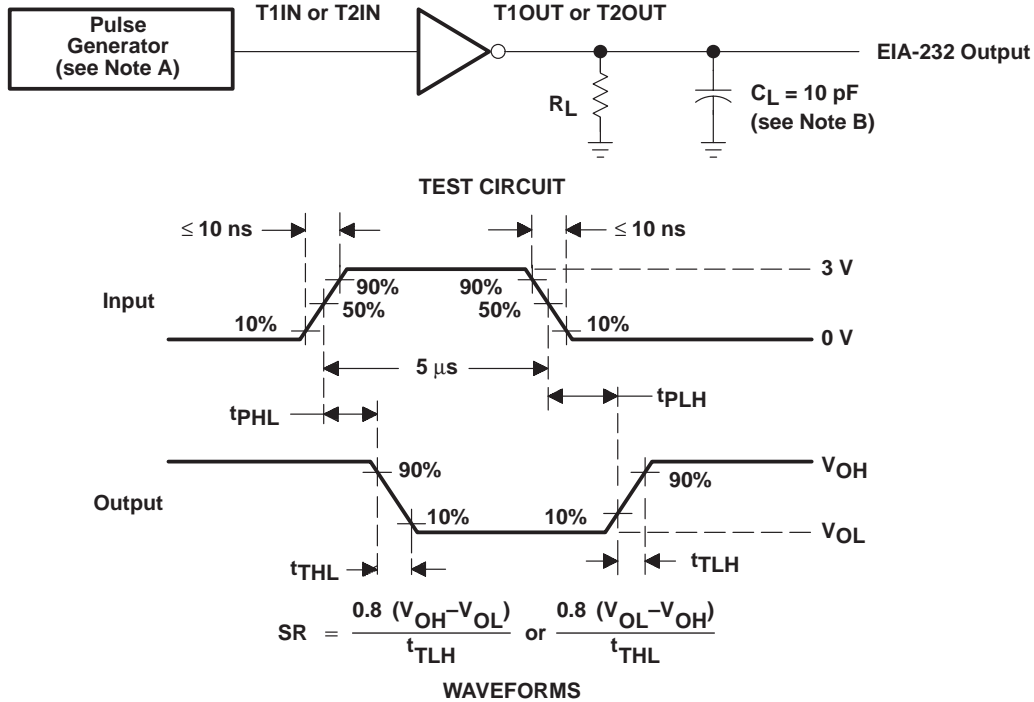 T1IN or T2IN
T1OUT or T2OUT
Pulse
Generator
(see Note A)
EIA-232 Output
RL
CL = 10 pF
(see Note B)
TEST CIRCUIT
≤ 10 ns
≤ 10 ns
Input
10%
90%
50%
90%
50%
10%
3 V
0 V
5 μs
tPHL
tPLH
Output
90%
10%
10%
90%
VOH
VOL
tTHL
tTLH
SR = 0.8 (VOH–VOL) / tTLH or 0.8 (VOL–VOH) / tTHL
WAVEFORMS